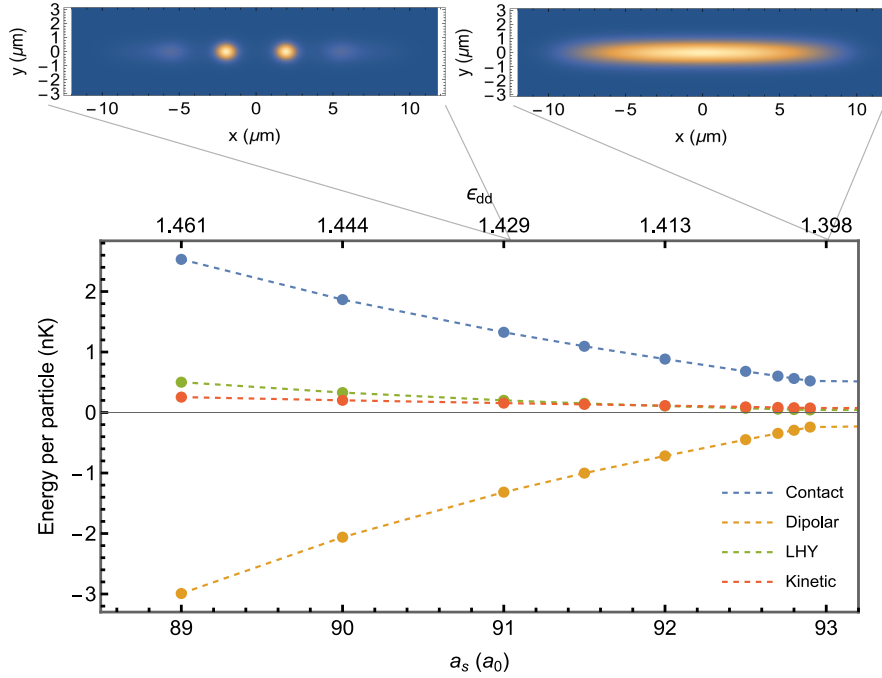 3
2
1
0
−1
−2
−3
y (μm)
−10 −5 0 5 10
x (μm)
3
2
1
0
−1
−2
−3
y (μm)
−10 −5 0 5 10
x (μm)
ϵdd
1.461 1.444 1.429 1.413 1.398
2
1
0
−1
−2
−3
Energy per particle (nK)
Contact
Dipolar
LHY
Kinetic
89 90 91 92 93
as (a0)